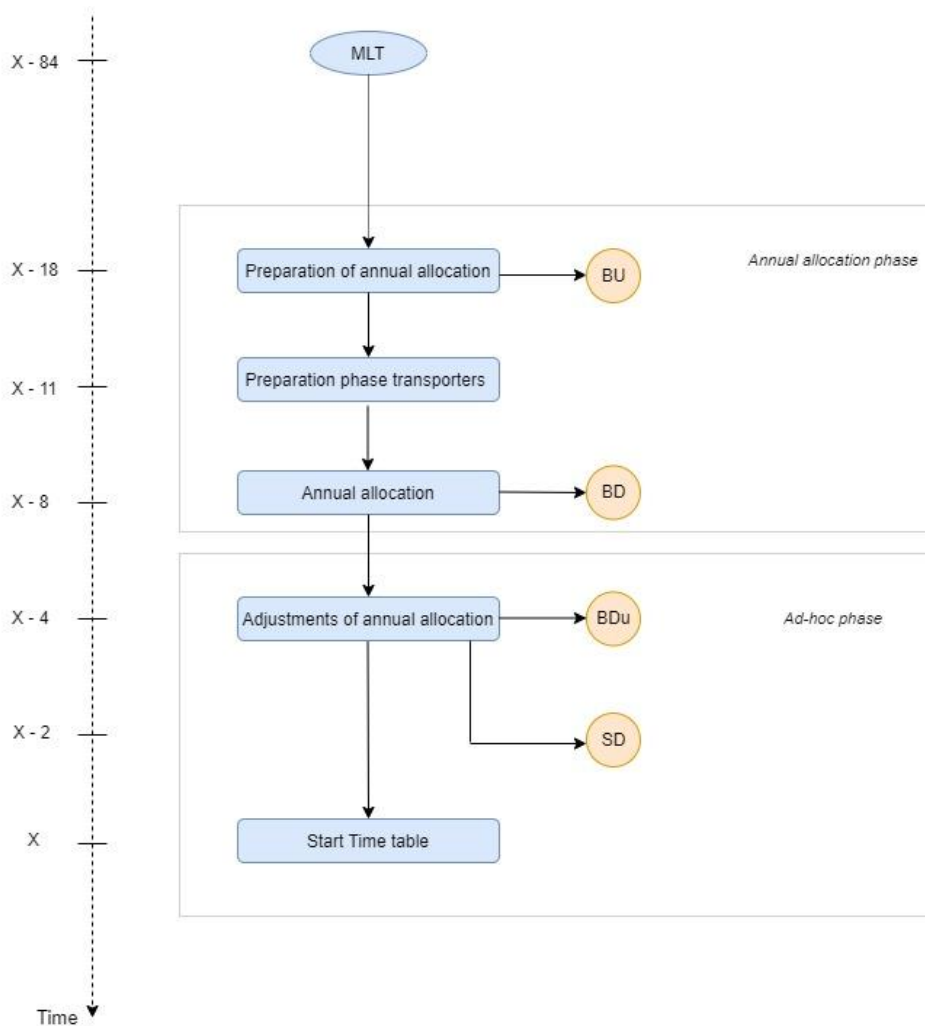 X - 84
MLT
X - 18
Preparation of annual allocation
BU
Annual allocation phase
X - 11
Preparation phase transporters
X - 8
Annual allocation
BD
X - 4
Adjustments of annual allocation
BDu
Ad-hoc phase
X - 2
SD
X
Start Time table
Time